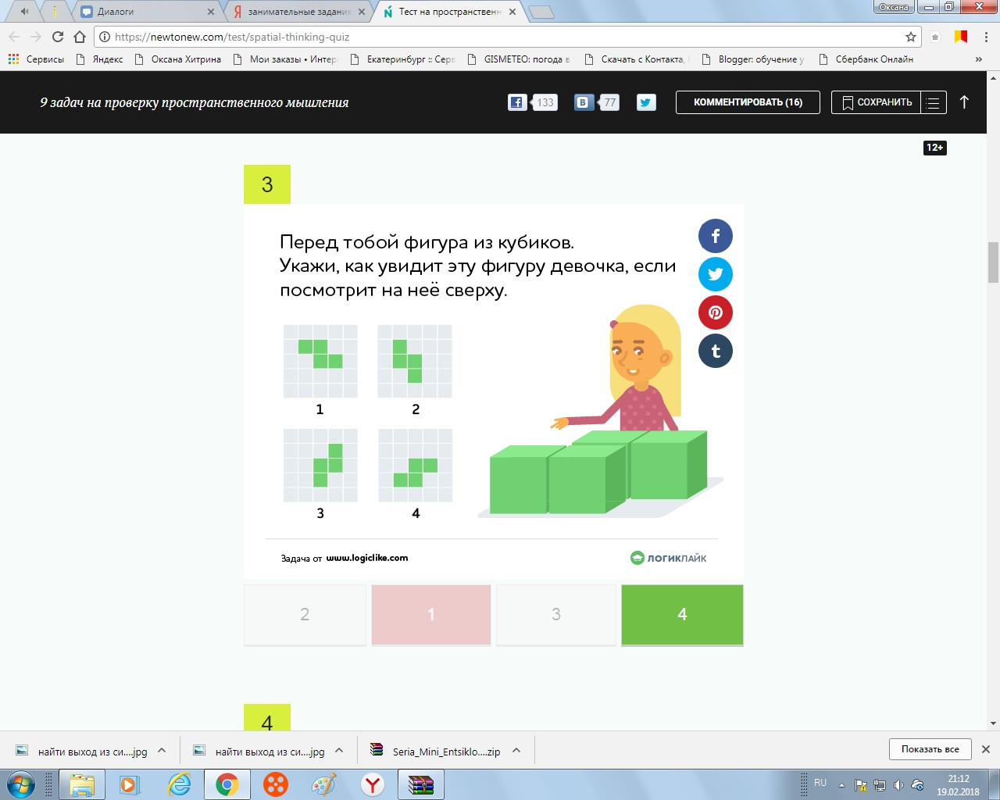 Диалоги
занимательные задания
Тест на пространственн
Оксана
https://newtonew.com/test/spatial-thinking-quiz
Сервисы
Яндекс
Оксана Хитрина
Мои заказы • Интер
Екатеринбург :: Серв
GISMETEO: погода в
Скачать с Контакта,
Blogger: обучение у
Сбербанк Онлайн
»
9 задач на проверку пространственного мышления
133
77
КОММЕНТИРОВАТЬ (16)
СОХРАНИТЬ
12+
3
Перед тобой фигура из кубиков.
Укажи, как увидит эту фигуру девочка, если
посмотрит на неё сверху.
1
2
3
4
Задача от www.logiclike.com
ЛОГИКЛАЙК
2
1
3
4
4
найти выход из си....jpg
найти выход из си....jpg
Seria_Mini_Entsiklo....zip
Показать все
RU
21:12
19.02.2018